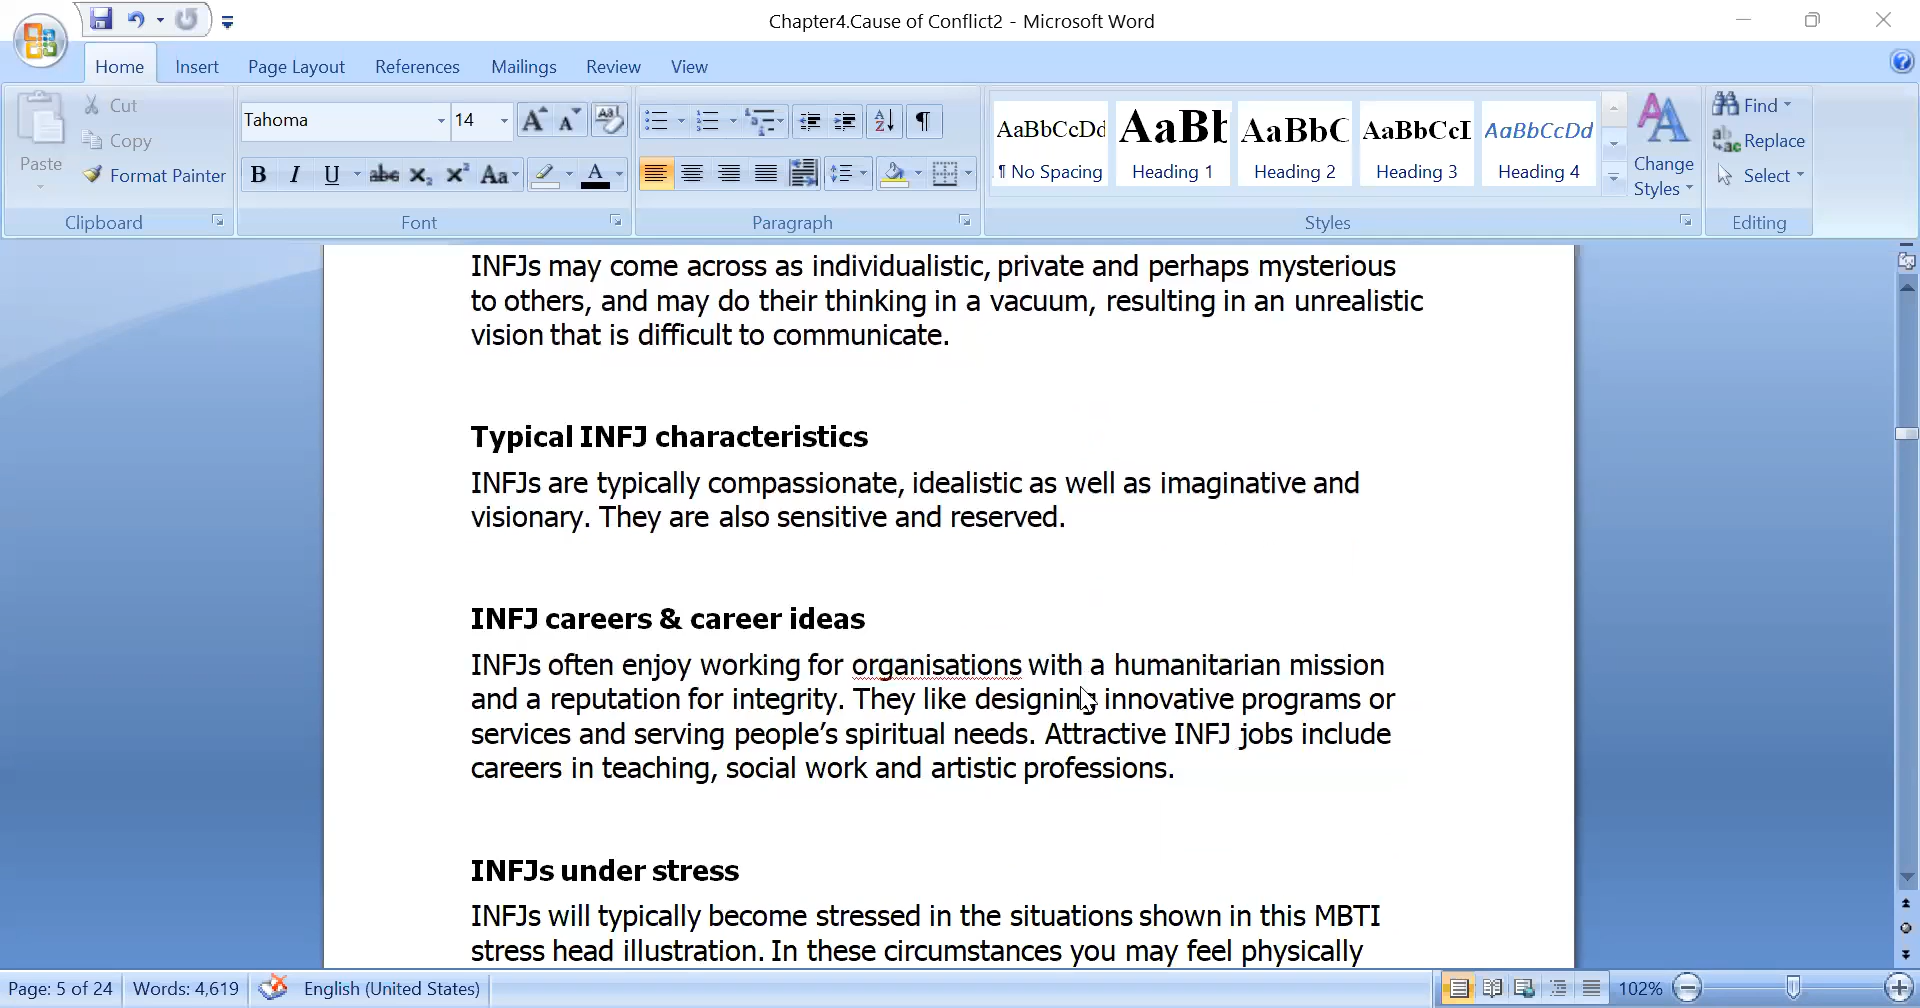 Chapter4.Cause of Conflict2 - Microsoft Word
Home Insert Page Layout References Mailings Review View
Paste
Cut
Copy
Format Painter
Clipboard
Tahoma 14
B I U abc X₂ X² Aa A
Font
Paragraph
AaBbCcDd AaBb AaBbC AaBbCcI AaBbCcDd
¶ No Spacing Heading 1 Heading 2 Heading 3 Heading 4
Change Styles
Styles
Find
Replace
Select
Editing
INFJs may come across as individualistic, private and perhaps mysterious
to others, and may do their thinking in a vacuum, resulting in an unrealistic
vision that is difficult to communicate.
Typical INFJ characteristics
INFJs are typically compassionate, idealistic as well as imaginative and
visionary. They are also sensitive and reserved.
INFJ careers & career ideas
INFJs often enjoy working for organisations with a humanitarian mission
and a reputation for integrity. They like designing innovative programs or
services and serving people’s spiritual needs. Attractive INFJ jobs include
careers in teaching, social work and artistic professions.
INFJs under stress
INFJs will typically become stressed in the situations shown in this MBTI
stress head illustration. In these circumstances you may feel physically
Page: 5 of 24 Words: 4,619 English (United States) 102%